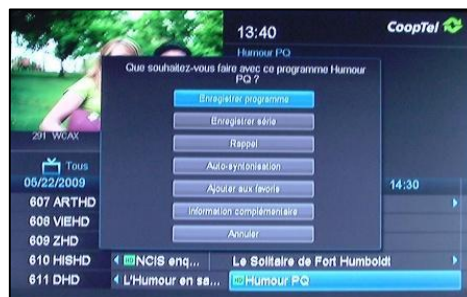 13:40
CoopTel
Humour PQ
Que souhaitez-vous faire avec ce programme Humour
PQ ?
Enregistrer programme
Enregistrer série
Rappel
Auto-syntonisation
Ajouter aux favoris
Information complémentaire
Annuler
291 WCAX
Tous
05/22/2009
14:30
607 ARTHD
608 VIEHD
609 ZHD
610 HISHD
NCIS enq...
Le Solitaire de Fort Humboldt
611 DHD
L'Humour en sa...
Humour PQ